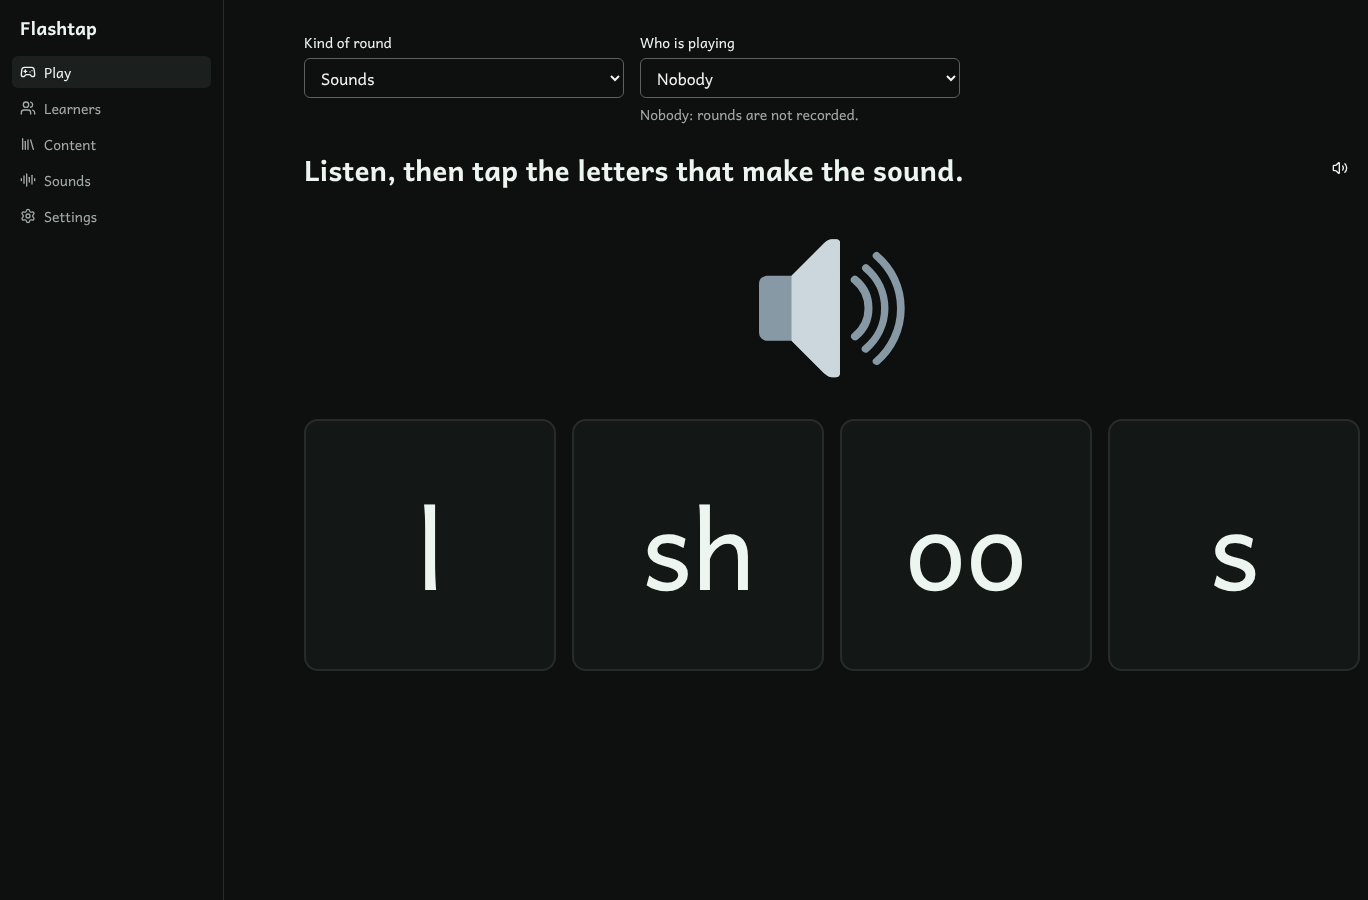 Flashtap
Play
Learners
Content
Sounds
Settings
Kind of round
Sounds
Who is playing
Nobody
Nobody: rounds are not recorded.
Listen, then tap the letters that make the sound.
l
sh
oo
s